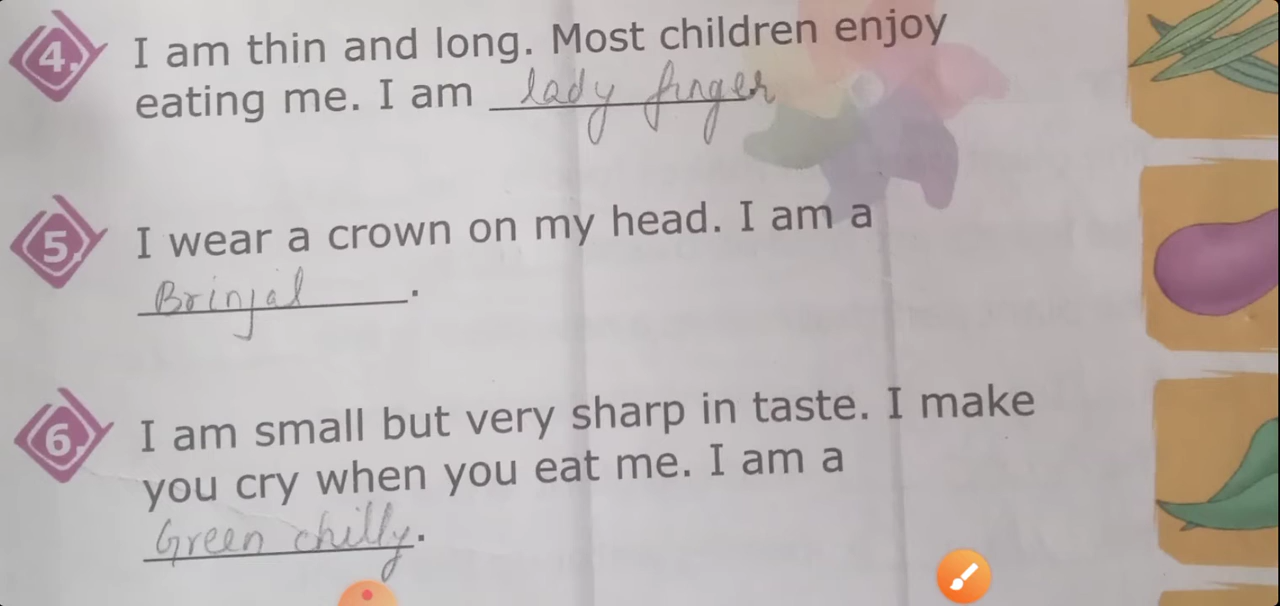 4. I am thin and long. Most children enjoy
eating me. I am lady finger
5. I wear a crown on my head. I am a
Brinjal.
6. I am small but very sharp in taste. I make
you cry when you eat me. I am a
Green chilly.